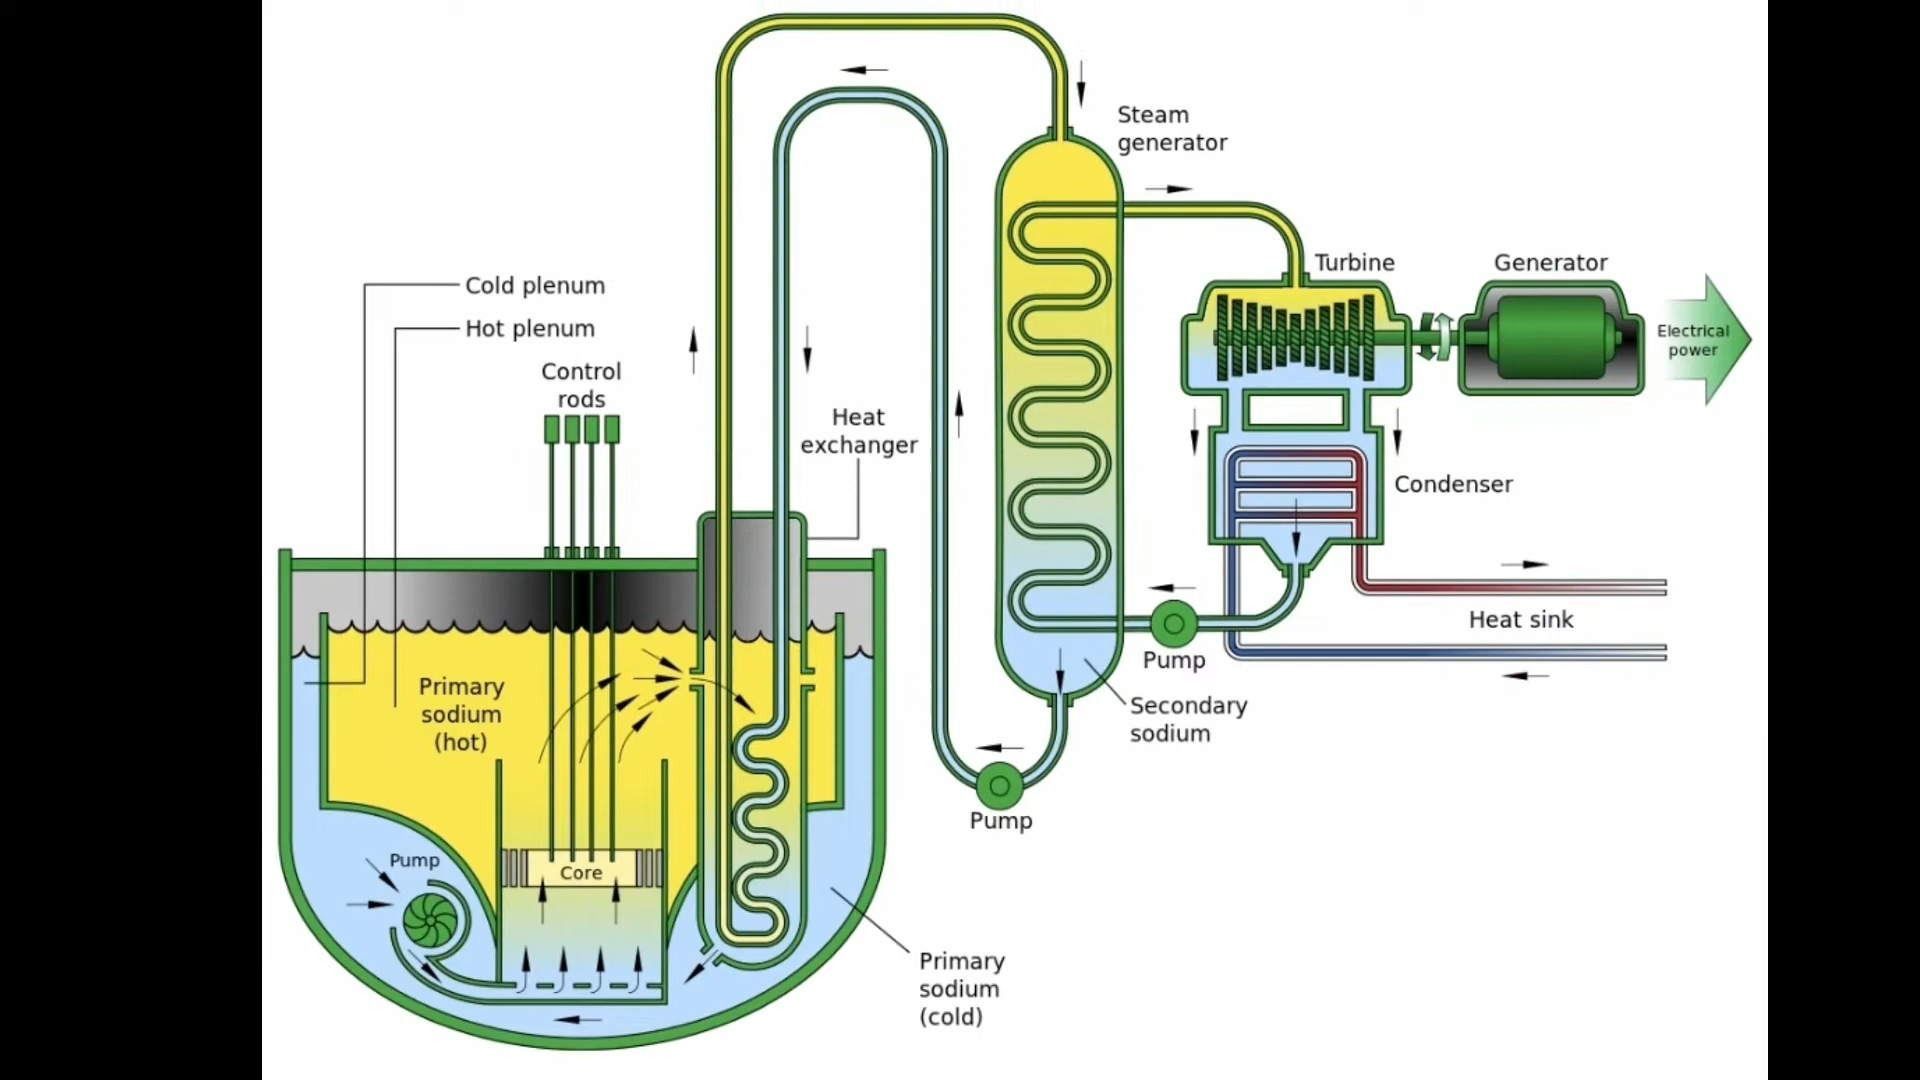 Steam
generator
Turbine
Generator
Cold plenum
Hot plenum
Electrical
power
Control
rods
Heat
exchanger
Condenser
Heat sink
Pump
Primary
sodium
(hot)
Secondary
sodium
Pump
Pump
Core
Primary
sodium
(cold)